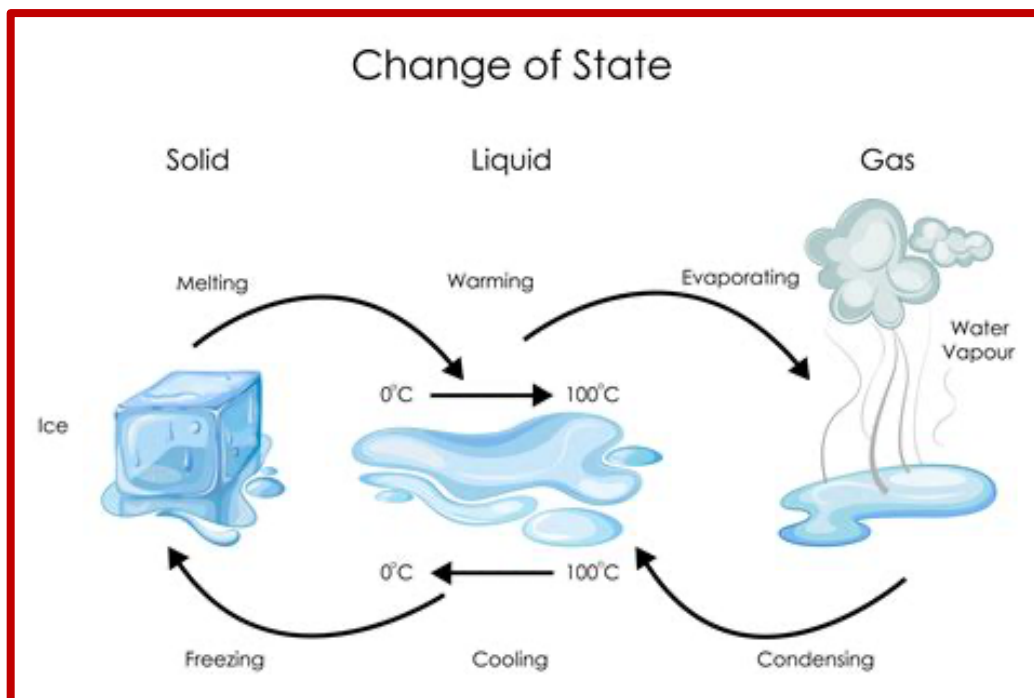 Change of State
Solid
Liquid
Gas
Melting
Warming
Evaporating
Water
Vapour
0°C
100°C
Ice
0°C
100°C
Freezing
Cooling
Condensing